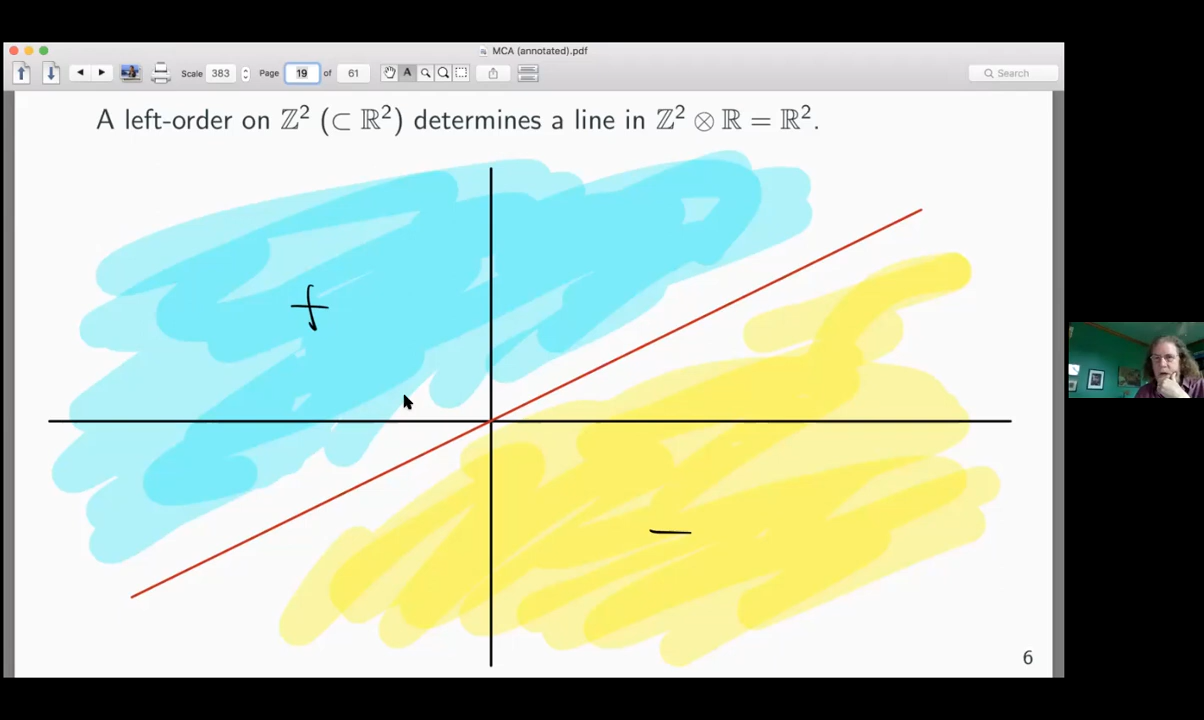 MCA (annotated).pdf
Scale 383 Page 19 of 61 Search
A left-order on ℤ² (⊂ ℝ²) determines a line in ℤ² ⊗ ℝ = ℝ².
+
−
6